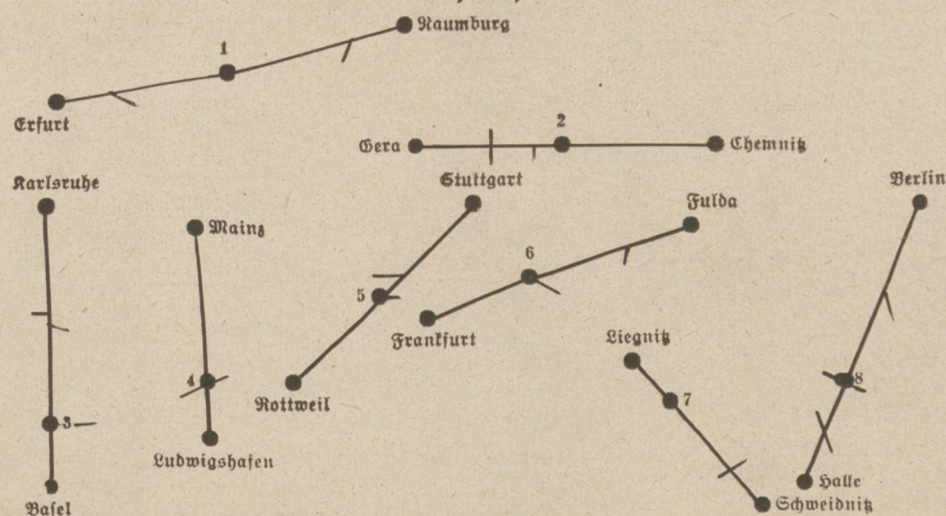 Naumburg
1
Erfurt
2
Gera
Chemnitz
Karlsruhe
Stuttgart
Berlin
Mainz
Fulda
6
5
Frankfurt
Liegnitz
4
8
7
Rottweil
3
Ludwigshafen
Halle
Basel
Schweidnitz